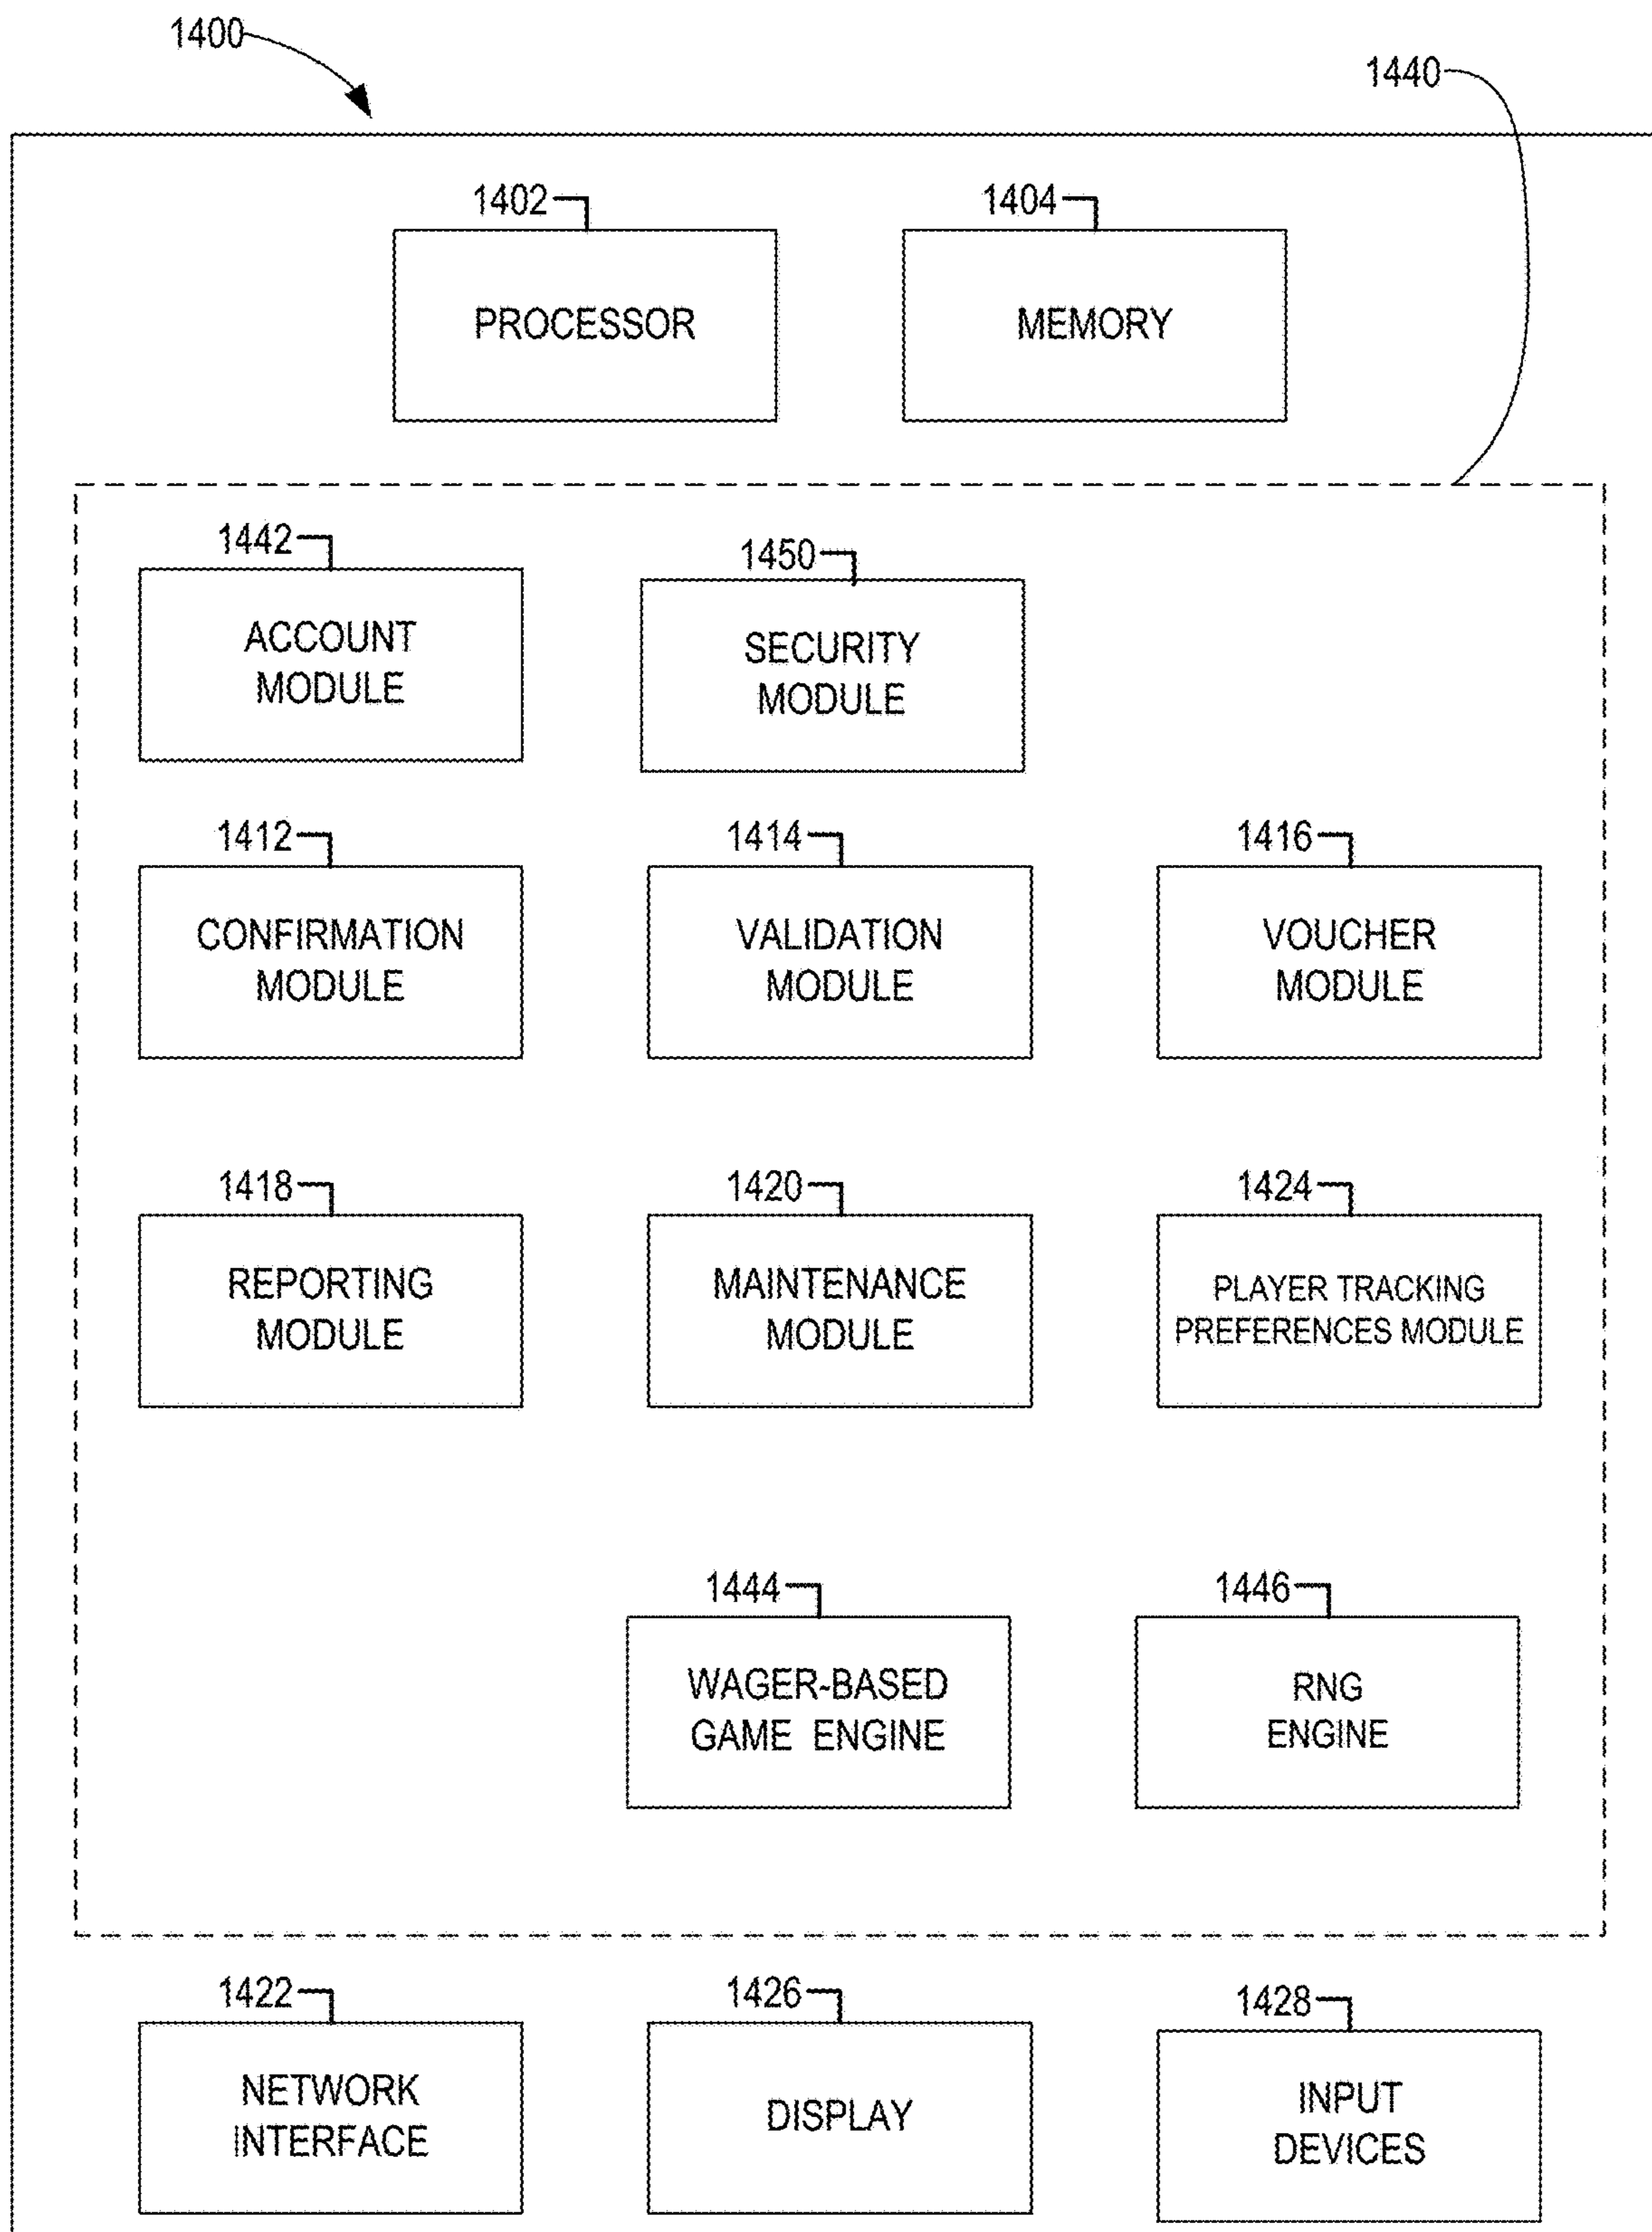 1400
1440
1402
1404
PROCESSOR
MEMORY
1442
1450
ACCOUNT
MODULE
SECURITY
MODULE
1412
1414
1416
CONFIRMATION
MODULE
VALIDATION
MODULE
VOUCHER
MODULE
1418
1420
1424
REPORTING
MODULE
MAINTENANCE
MODULE
PLAYER TRACKING
PREFERENCES MODULE
1444
1446
WAGER-BASED
GAME ENGINE
RNG
ENGINE
1422
1426
1428
NETWORK
INTERFACE
DISPLAY
INPUT
DEVICES